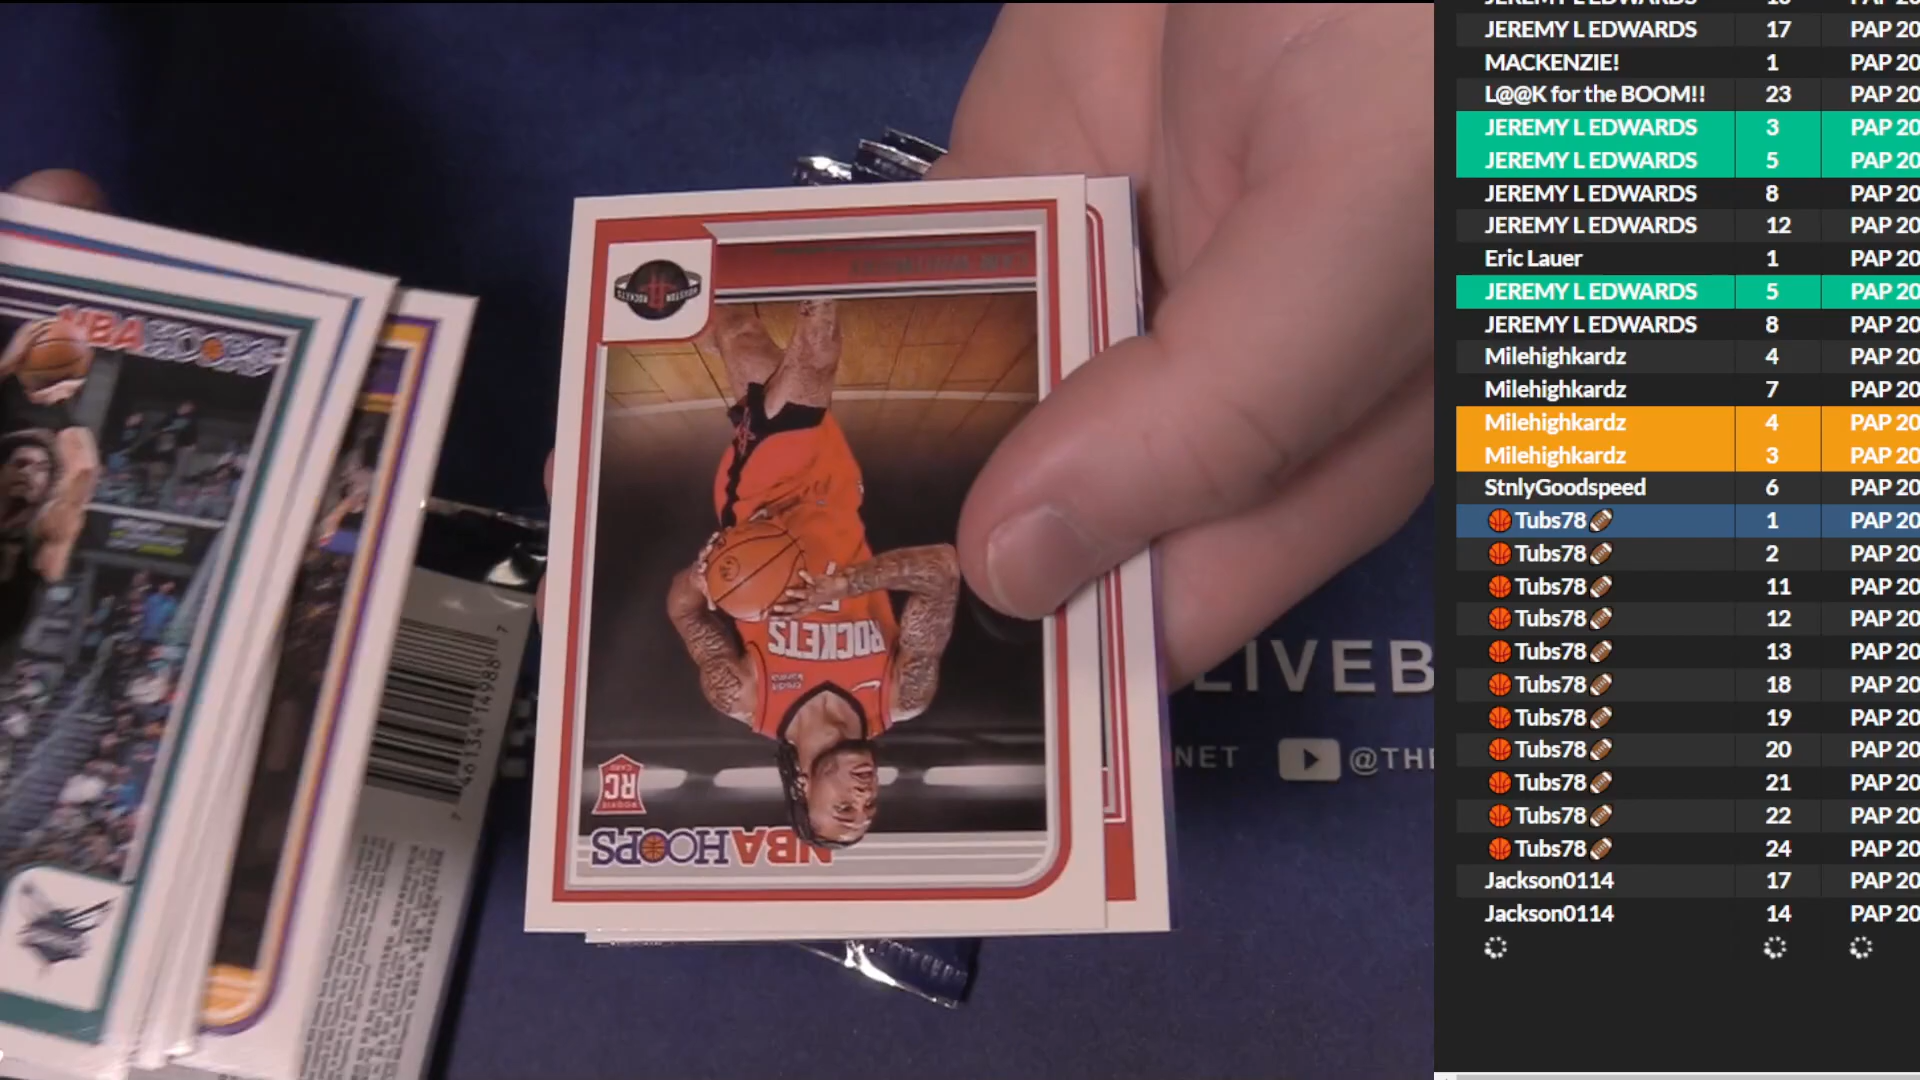 JEREMY L EDWARDS 17 PAP 20
MACKENZIE! 1 PAP 20
L@@K for the BOOM!! 23 PAP 20
JEREMY L EDWARDS 3 PAP 20
JEREMY L EDWARDS 5 PAP 20
JEREMY L EDWARDS 8 PAP 20
JEREMY L EDWARDS 12 PAP 20
Eric Lauer 1 PAP 20
JEREMY L EDWARDS 5 PAP 20
JEREMY L EDWARDS 8 PAP 20
Milehighkardz 4 PAP 20
Milehighkardz 7 PAP 20
Milehighkardz 4 PAP 20
Milehighkardz 3 PAP 20
StnlyGoodspeed 6 PAP 20
🏀Tubs78🏈 1 PAP 20
🏀Tubs78🏈 2 PAP 20
🏀Tubs78🏈 11 PAP 20
🏀Tubs78🏈 12 PAP 20
🏀Tubs78🏈 13 PAP 20
🏀Tubs78🏈 18 PAP 20
🏀Tubs78🏈 19 PAP 20
🏀Tubs78🏈 20 PAP 20
🏀Tubs78🏈 21 PAP 20
🏀Tubs78🏈 22 PAP 20
🏀Tubs78🏈 24 PAP 20
Jackson0114 17 PAP 20
Jackson0114 14 PAP 20
NBA HOOPS
HOUSTON ROCKETS
ROCKETS
RC
ROOKIE CARD
NBA HOOPS
LIVEB
NET
@THE